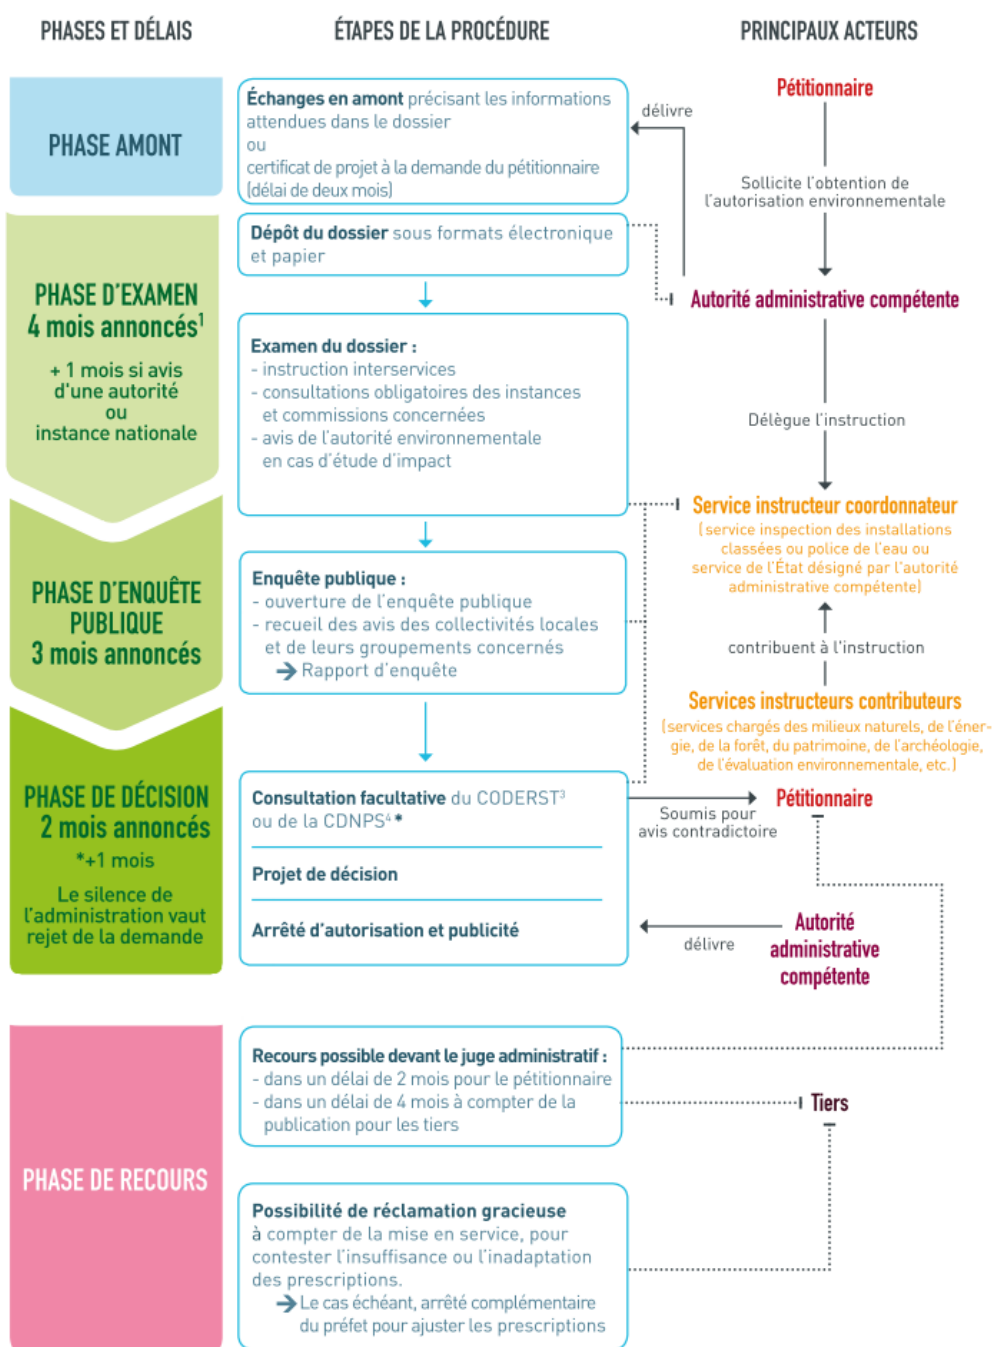 PHASES ET DÉLAIS
ÉTAPES DE LA PROCÉDURE
PRINCIPAUX ACTEURS
PHASE AMONT
Échanges en amont précisant les informations
attendues dans le dossier
ou
certificat de projet à la demande du pétitionnaire
(délai de deux mois)
délivre
Pétitionnaire
Sollicite l'obtention de
l'autorisation environnementale
Dépôt du dossier sous formats électronique
et papier
Autorité administrative compétente
PHASE D'EXAMEN
4 mois annoncés¹
+ 1 mois si avis
d'une autorité
ou
instance nationale
Examen du dossier :
- instruction interservices
- consultations obligatoires des instances
et commissions concernées
- avis de l'autorité environnementale
en cas d'étude d'impact
Délègue l'instruction
Service instructeur coordonnateur
(service inspection des installations
classées ou police de l'eau ou
service de l'État désigné par l'autorité
administrative compétente)
PHASE D'ENQUÊTE
PUBLIQUE
3 mois annoncés
Enquête publique :
- ouverture de l'enquête publique
- recueil des avis des collectivités locales
et de leurs groupements concernés
→ Rapport d'enquête
contribuent à l'instruction
Services instructeurs contributeurs
(services chargés des milieux naturels, de l'éner-
gie, de la forêt, du patrimoine, de l'archéologie,
de l'évaluation environnementale, etc.)
PHASE DE DÉCISION
2 mois annoncés
*+1 mois
Le silence de
l'administration vaut
rejet de la demande
Consultation facultative du CODERST³
ou de la CDNPS⁴ *
Projet de décision
Arrêté d'autorisation et publicité
Soumis pour
avis contradictoire
Pétitionnaire
délivre
Autorité
administrative
compétente
PHASE DE RECOURS
Recours possible devant le juge administratif :
- dans un délai de 2 mois pour le pétitionnaire
- dans un délai de 4 mois à compter de la
publication pour les tiers
Tiers
Possibilité de réclamation gracieuse
à compter de la mise en service, pour
contester l'insuffisance ou l'inadaptation
des prescriptions.
→ Le cas échéant, arrêté complémentaire
du préfet pour ajuster les prescriptions